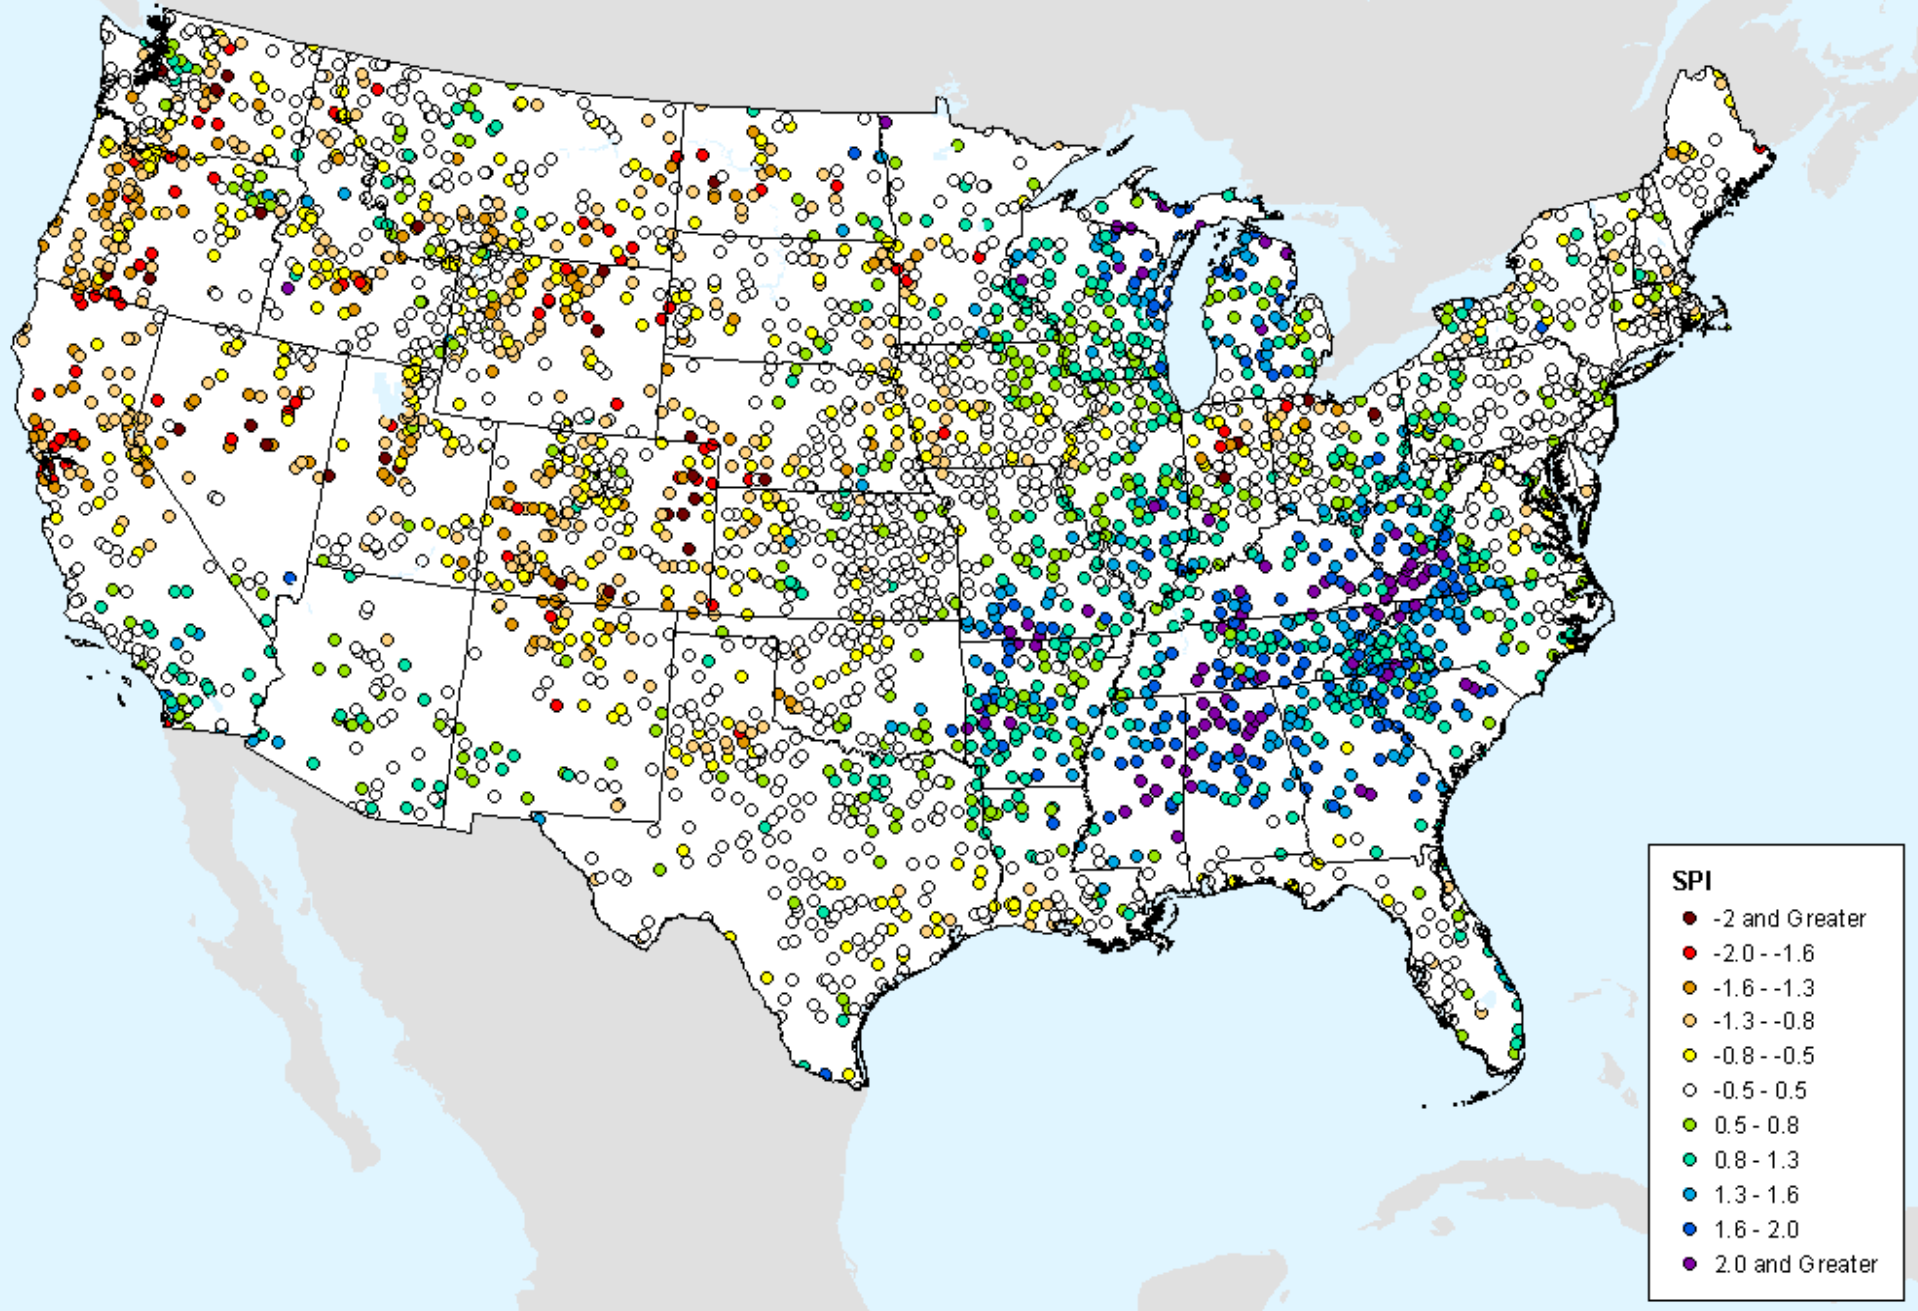 SPI
-2 and Greater
-2.0 - -1.6
-1.6 - -1.3
-1.3 - -0.8
-0.8 - -0.5
-0.5 - 0.5
0.5 - 0.8
0.8 - 1.3
1.3 - 1.6
1.6 - 2.0
2.0 and Greater